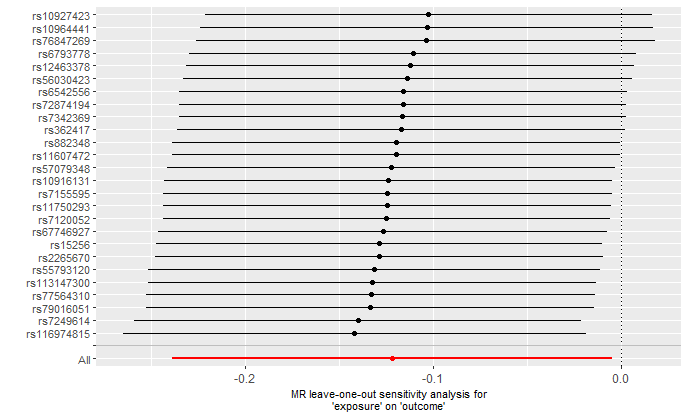 rs10927423
rs10964441
rs76847269
rs6793778
rs12463378
rs56030423
rs6542556
rs72874194
rs7342369
rs362417
rs882348
rs11607472
rs57079348
rs10916131
rs7155595
rs11750293
rs7120052
rs67746927
rs15256
rs2265670
rs55793120
rs113147300
rs77564310
rs79016051
rs7249614
rs116974815
All
-0.2 -0.1 0.0
MR leave-one-out sensitivity analysis for
'exposure' on 'outcome'